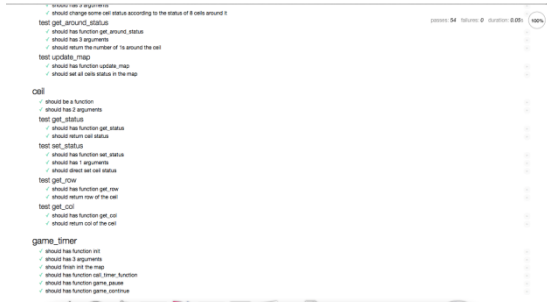 should has 3 arguments
should change some cell status according to the status of 8 cells around it
passes: 54 failures: 0 duration: 0.05s 100%
test get_around_status
✓ should has function get_around_status
✓ should has 3 arguments
✓ should return the number of 1s around the cell
test update_map
✓ should has function update_map
✓ should set all cells status in the map
cell
✓ should be a function
✓ should has 2 arguments
test get_status
✓ should has function get_status
✓ should return cell status
test set_status
✓ should has function set_status
✓ should has 1 arguments
✓ should direct set cell status
test get_row
✓ should has function get_row
✓ should return row of the cell
test get_col
✓ should has function get_col
✓ should return col of the cell
game_timer
✓ should has function init
✓ should has 3 arguments
✓ should finish init the map
✓ should has function call_timer_function
✓ should has function game_pause
✓ should has function game_continue